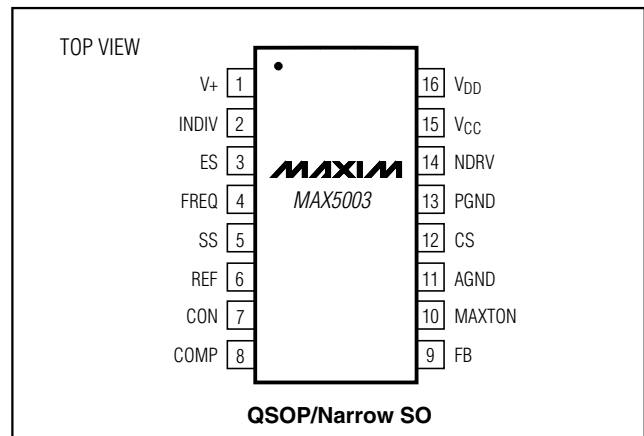 TOP VIEW
V+ 1
INDIV 2
ES 3
FREQ 4
SS 5
REF 6
CON 7
COMP 8
MAXIM
MAX5003
16 VDD
15 VCC
14 NDRV
13 PGND
12 CS
11 AGND
10 MAXTON
9 FB
QSOP/Narrow SO